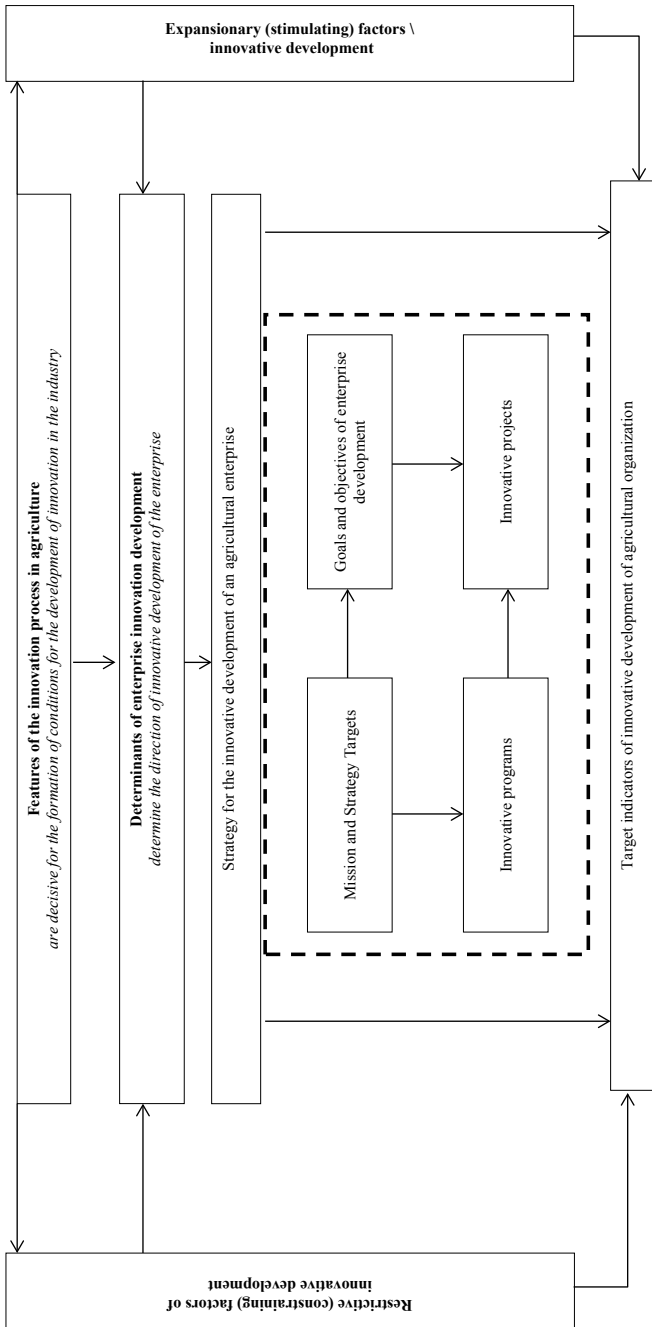 Features of the innovation process in agriculture
are decisive for the formation of conditions for the development of innovation in the industry
Restrictive (constraining) factors of
innovative development
Expansionary (stimulating) factors \
innovative development
Determinants of enterprise innovation development
determine the direction of innovative development of the enterprise
Strategy for the innovative development of an agricultural enterprise
Mission and Strategy Targets
Goals and objectives of enterprise
development
Innovative programs
Innovative projects
Target indicators of innovative development of agricultural organization